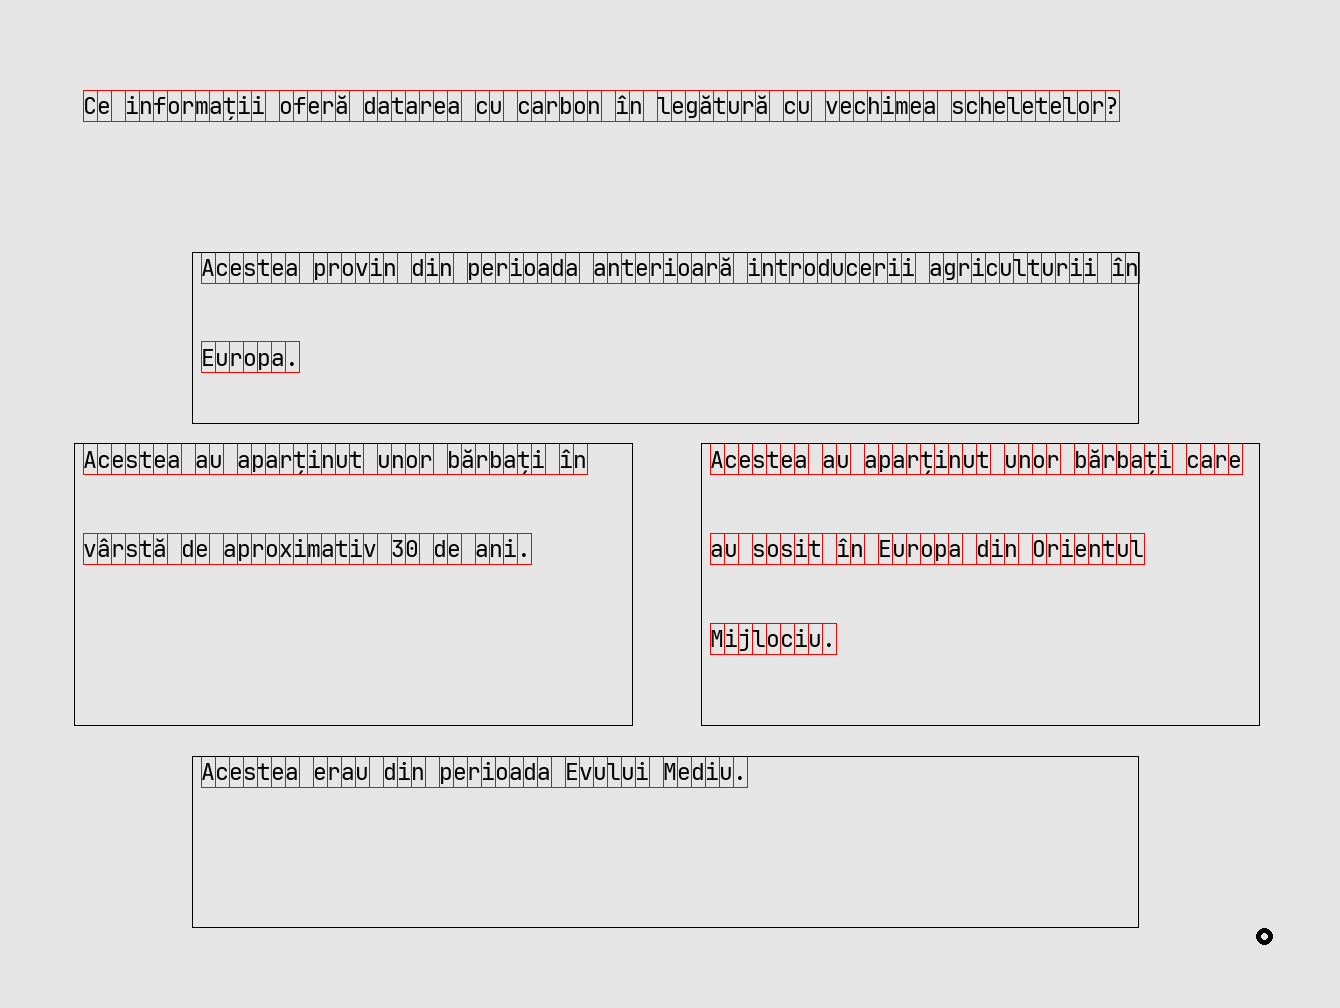 Ce informații oferă datarea cu carbon în legătură cu vechimea scheletelor?
Acestea provin din perioada anterioară introducerii agriculturii în
Europa.
Acestea au aparținut unor bărbați în
vârstă de aproximativ 30 de ani.
Acestea au aparținut unor bărbați care
au sosit în Europa din Orientul
Mijlociu.
Acestea erau din perioada Evului Mediu.